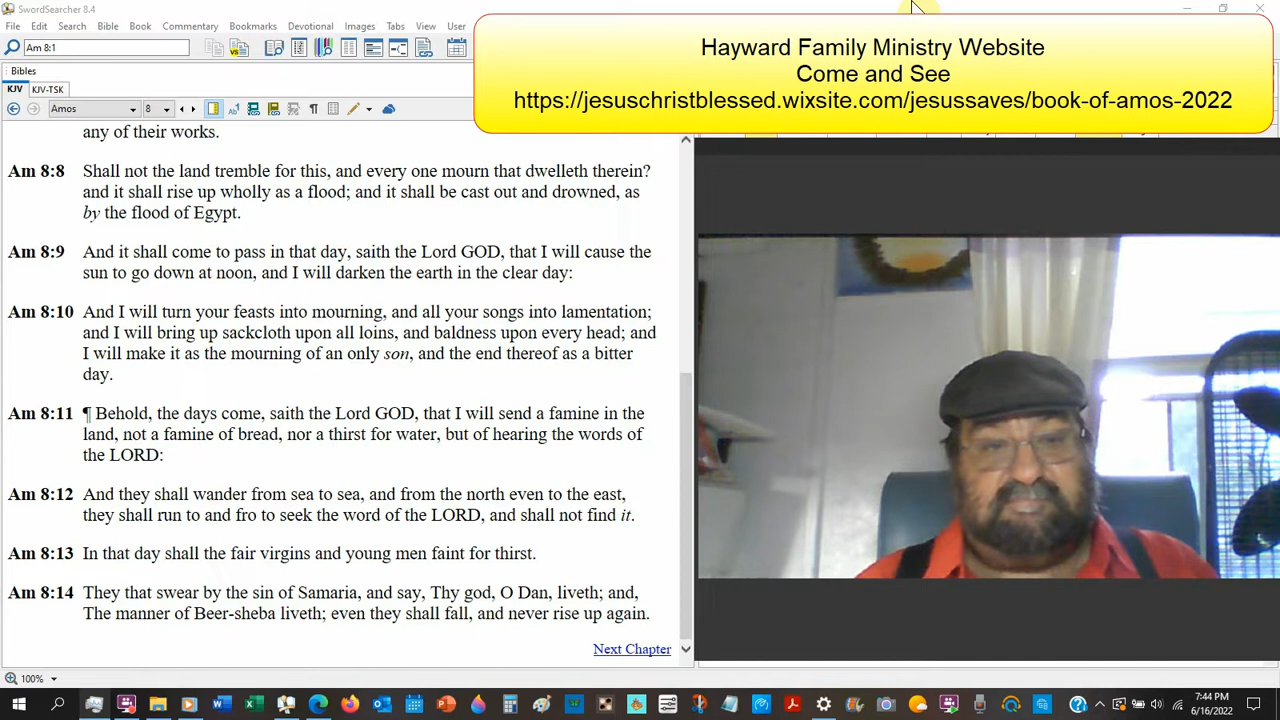 SwordSearcher 8.4
File Edit Search Bible Book Commentary Bookmarks Devotional Images Tabs View User
Am 8:1
Hayward Family Ministry Website
Come and See
https://jesuschristblessed.wixsite.com/jesussaves/book-of-amos-2022
Bibles
KJV KJV-TSK
Amos 8
any of their works.
Am 8:8 Shall not the land tremble for this, and every one mourn that dwelleth therein?
and it shall rise up wholly as a flood; and it shall be cast out and drowned, as
by the flood of Egypt.
Am 8:9 And it shall come to pass in that day, saith the Lord GOD, that I will cause the
sun to go down at noon, and I will darken the earth in the clear day:
Am 8:10 And I will turn your feasts into mourning, and all your songs into lamentation;
and I will bring up sackcloth upon all loins, and baldness upon every head; and
I will make it as the mourning of an only son, and the end thereof as a bitter
day.
Am 8:11 ¶ Behold, the days come, saith the Lord GOD, that I will send a famine in the
land, not a famine of bread, nor a thirst for water, but of hearing the words of
the LORD:
Am 8:12 And they shall wander from sea to sea, and from the north even to the east,
they shall run to and fro to seek the word of the LORD, and shall not find it.
Am 8:13 In that day shall the fair virgins and young men faint for thirst.
Am 8:14 They that swear by the sin of Samaria, and say, Thy god, O Dan, liveth; and,
The manner of Beer-sheba liveth; even they shall fall, and never rise up again.
Next Chapter
100%
7:44 PM
6/16/2022